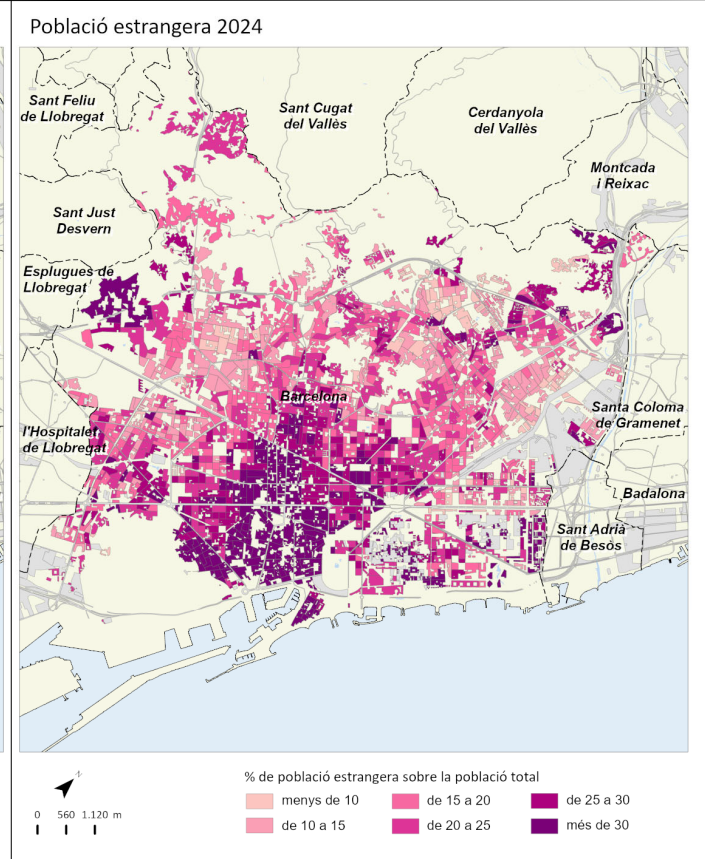 Població estrangera 2024
Sant Feliu
de Llobregat
Sant Cugat
del Vallès
Cerdanyola
del Vallès
Montcada
i Reixac
Sant Just
Desvern
Esplugues de
Llobregat
Barcelona
Santa Coloma
de Gramenet
l'Hospitalet
de Llobregat
Badalona
Sant Adrià
de Besòs
N
0 560 1.120 m
% de població estrangera sobre la població total
menys de 10
de 15 a 20
de 25 a 30
de 10 a 15
de 20 a 25
més de 30